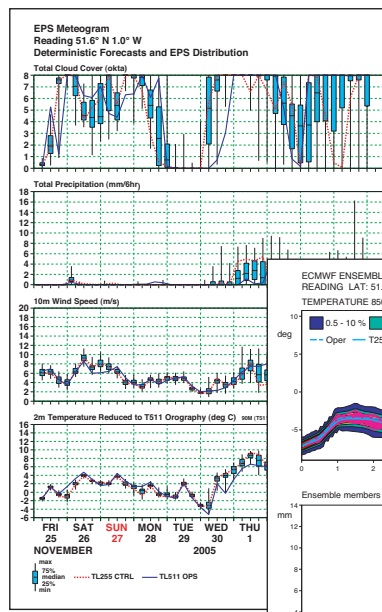 EPS Meteogram
Reading 51.6° N 1.0° W
Deterministic Forecasts and EPS Distribution
Total Cloud Cover (okta)
8
7
6
5
4
3
2
1
0
Total Precipitation (mm/6hr)
18
16
14
12
10
8
6
4
2
0
10m Wind Speed (m/s)
20
18
16
14
12
10
8
6
4
2
0
2m Temperature Reduced to T511 Orography (deg C) 90M (T51
16
14
12
10
8
6
4
2
0
-2
-4
-6
FRI SAT SUN MON TUE WED THU
25 26 27 28 29 30 1
NOVEMBER 2005
max
75%
median
25%
min
TL255 CTRL TL511 OPS
ECMWF ENSEMBL
READING LAT: 51.
TEMPERATURE 850
0.5 - 10 %
Oper T255
deg
10
5
0
-5
0 1 2
Ensemble members
mm
14
12
10
8
6
4